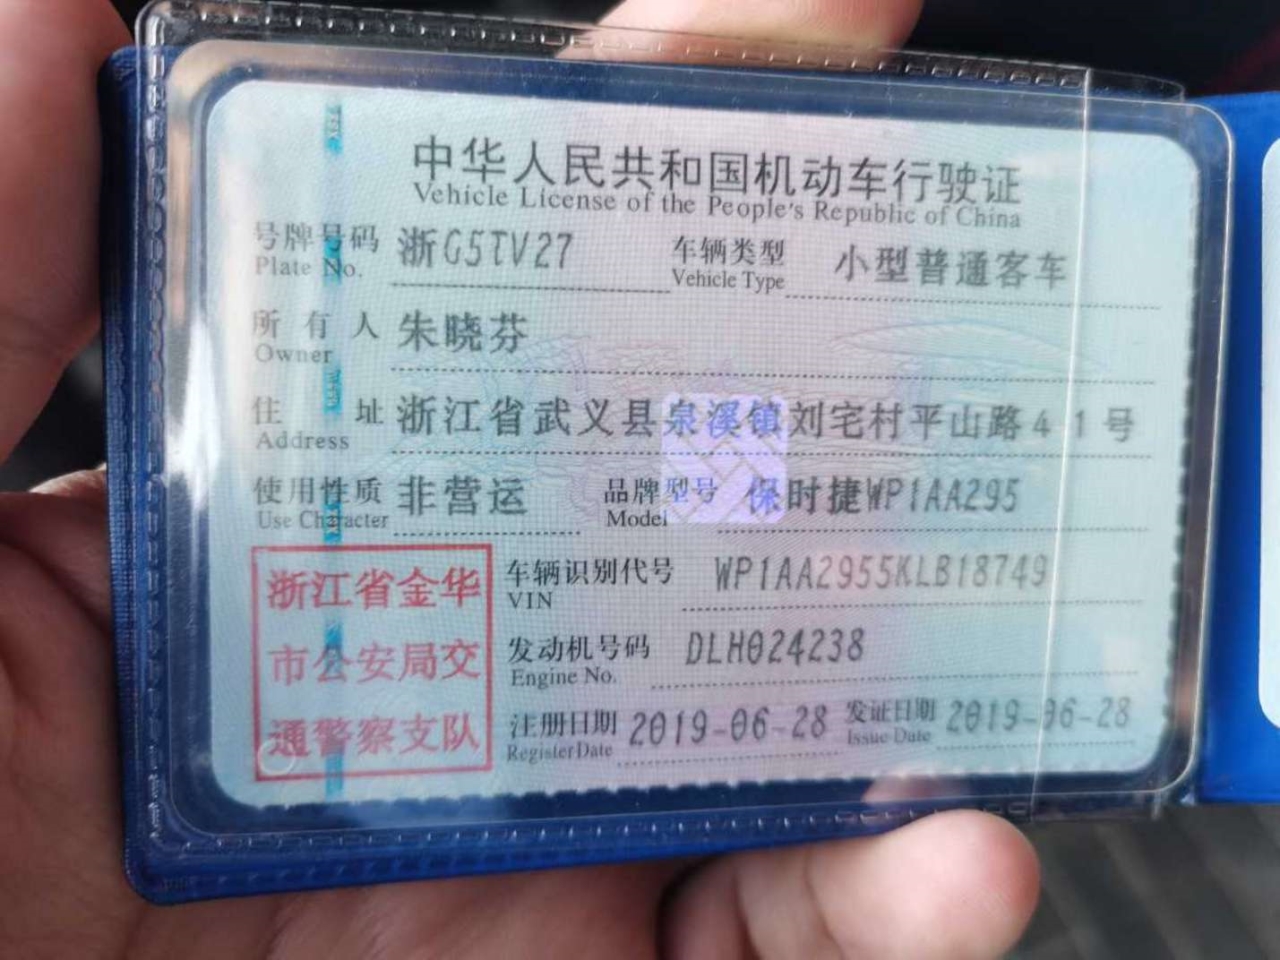 中华人民共和国机动车行驶证
Vehicle License of the People's Republic of China
号牌号码 浙G5TV27 车辆类型 小型普通客车
Plate No. Vehicle Type
所有人 朱晓芬
Owner
住址 浙江省武义县泉溪镇刘宅村平山路41号
Address
使用性质 非营运 品牌型号 保时捷WP1AA295
Use Character Model
浙江省金华
市公安局交
通警察支队
车辆识别代号 WP1AA2955KLB18749
VIN
发动机号码 DLH024238
Engine No.
注册日期 2019-06-28 发证日期 2019-06-28
Register Date Issue Date